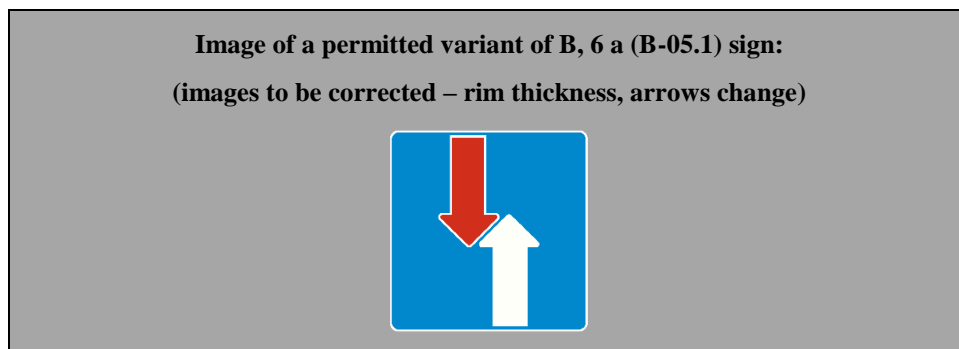 Image of a permitted variant of B, 6 a (B-05.1) sign:
(images to be corrected – rim thickness, arrows change)